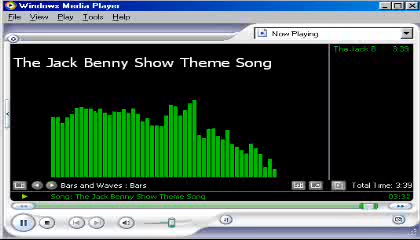 Windows Media Player
File View Play Tools Help
Now Playing
The Jack B 3:39
The Jack Benny Show Theme Song
Bars and Waves : Bars
Total Time: 3:39
Song: The Jack Benny Show Theme Song
03:32